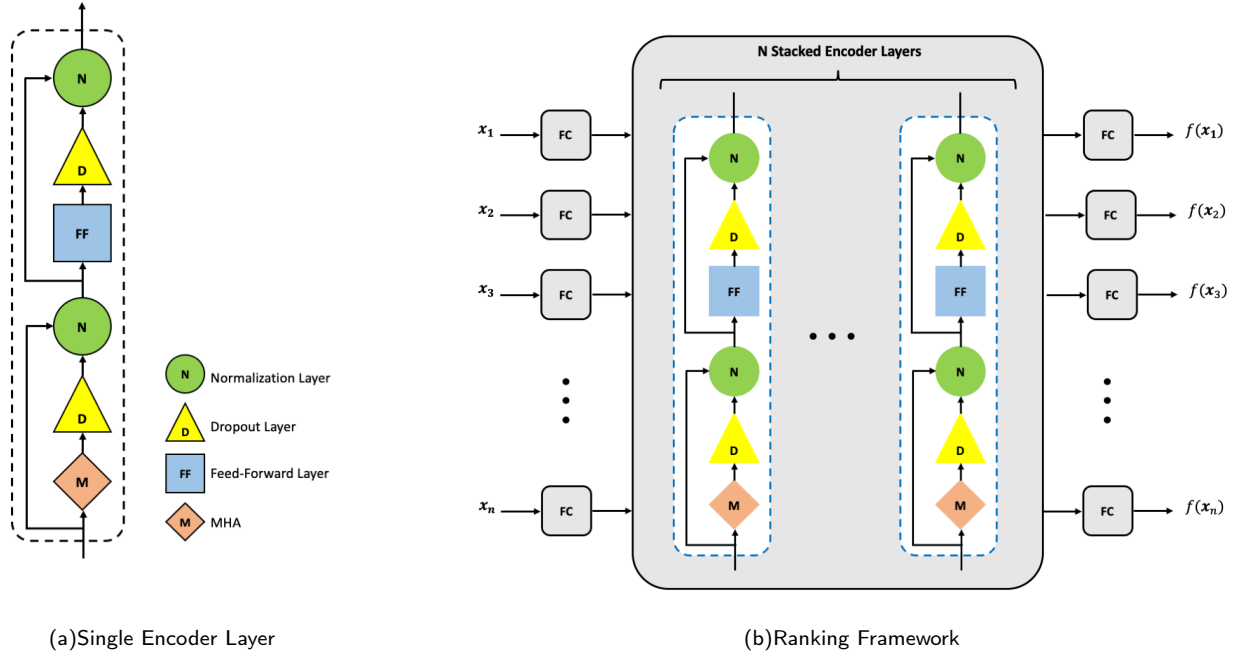 N
D
FF
N
D
M
N Normalization Layer
D Dropout Layer
FF Feed-Forward Layer
M MHA
(a)Single Encoder Layer
N Stacked Encoder Layers
x₁ FC
x₂ FC
x₃ FC
xₙ FC
N
D
FF
N
D
M
N
D
FF
N
D
M
FC f(x₁)
FC f(x₂)
FC f(x₃)
FC f(xₙ)
(b)Ranking Framework